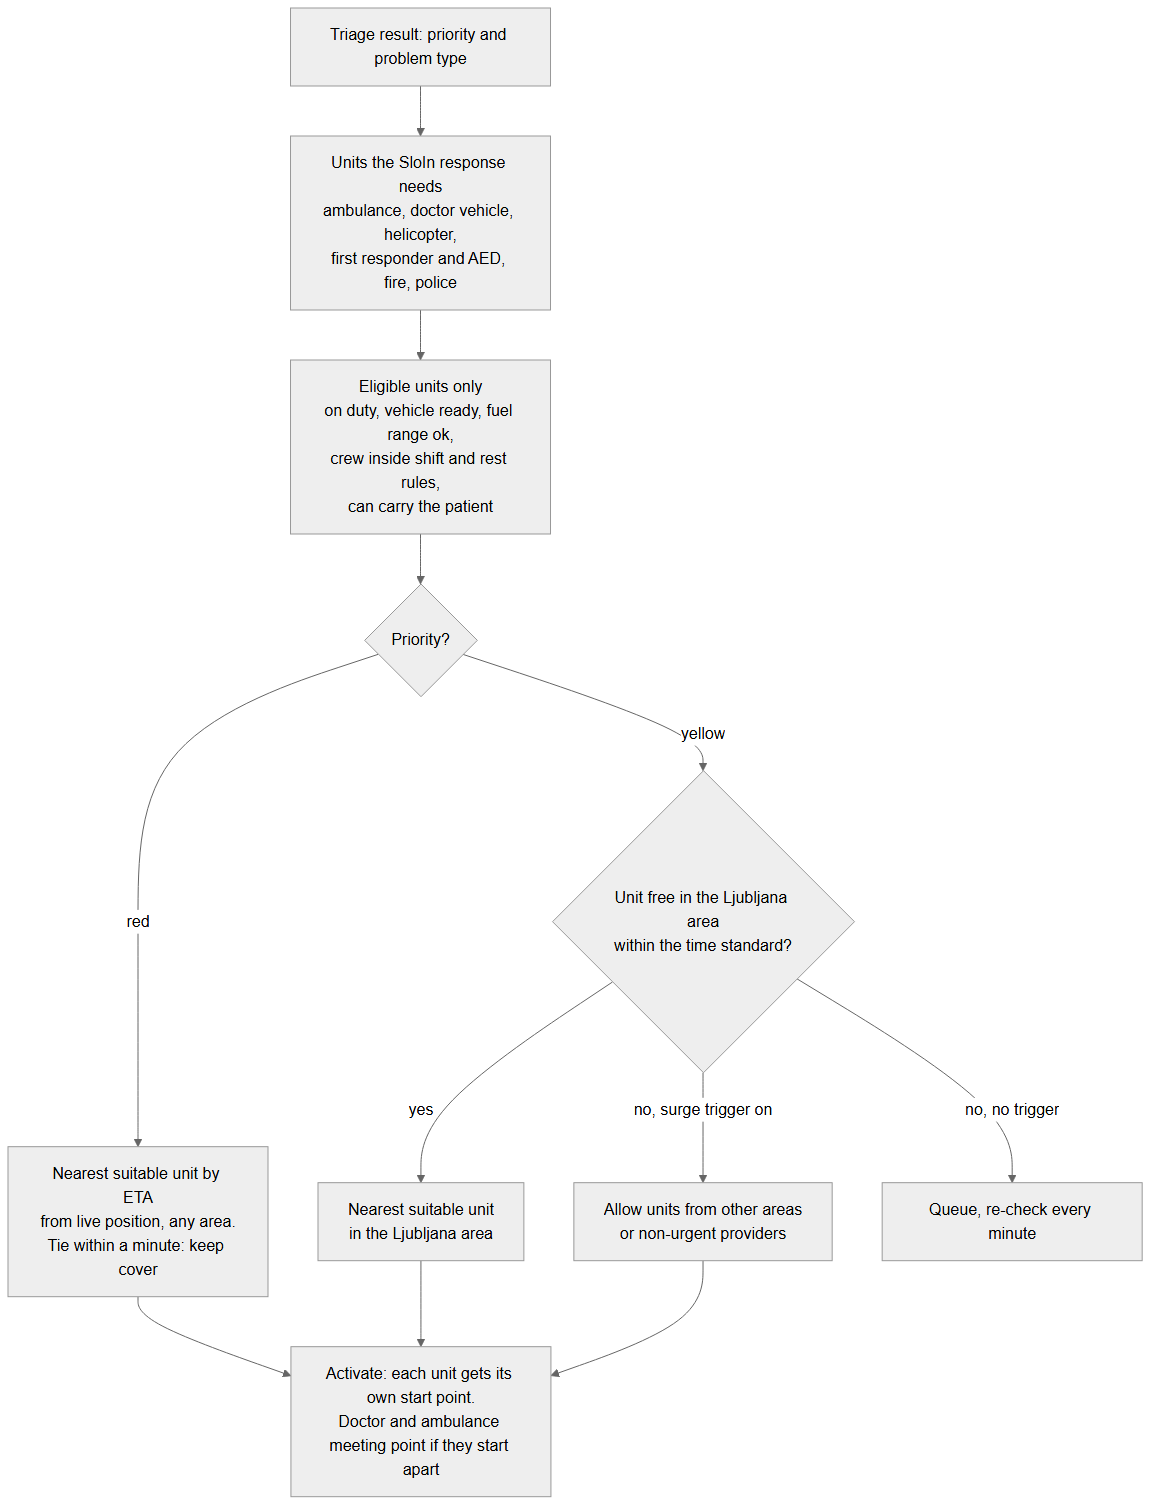 Triage result: priority and
problem type
Units the SloIn response
needs
ambulance, doctor vehicle,
helicopter,
first responder and AED,
fire, police
Eligible units only
on duty, vehicle ready, fuel
range ok,
crew inside shift and rest
rules,
can carry the patient
Priority?
yellow
Unit free in the Ljubljana
area
within the time standard?
red
yes
no, surge trigger on
no, no trigger
Nearest suitable unit by
ETA
from live position, any area.
Tie within a minute: keep
cover
Nearest suitable unit
in the Ljubljana area
Allow units from other areas
or non-urgent providers
Queue, re-check every
minute
Activate: each unit gets its
own start point.
Doctor and ambulance
meeting point if they start
apart